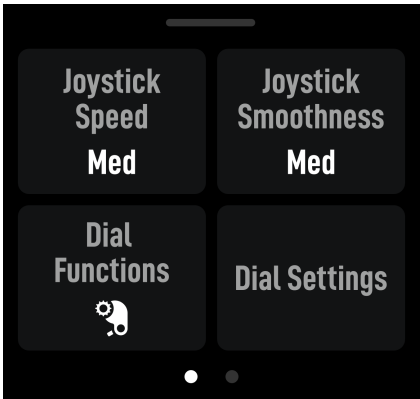 Joystick
Speed
Med
Joystick
Smoothness
Med
Dial
Functions
Dial Settings